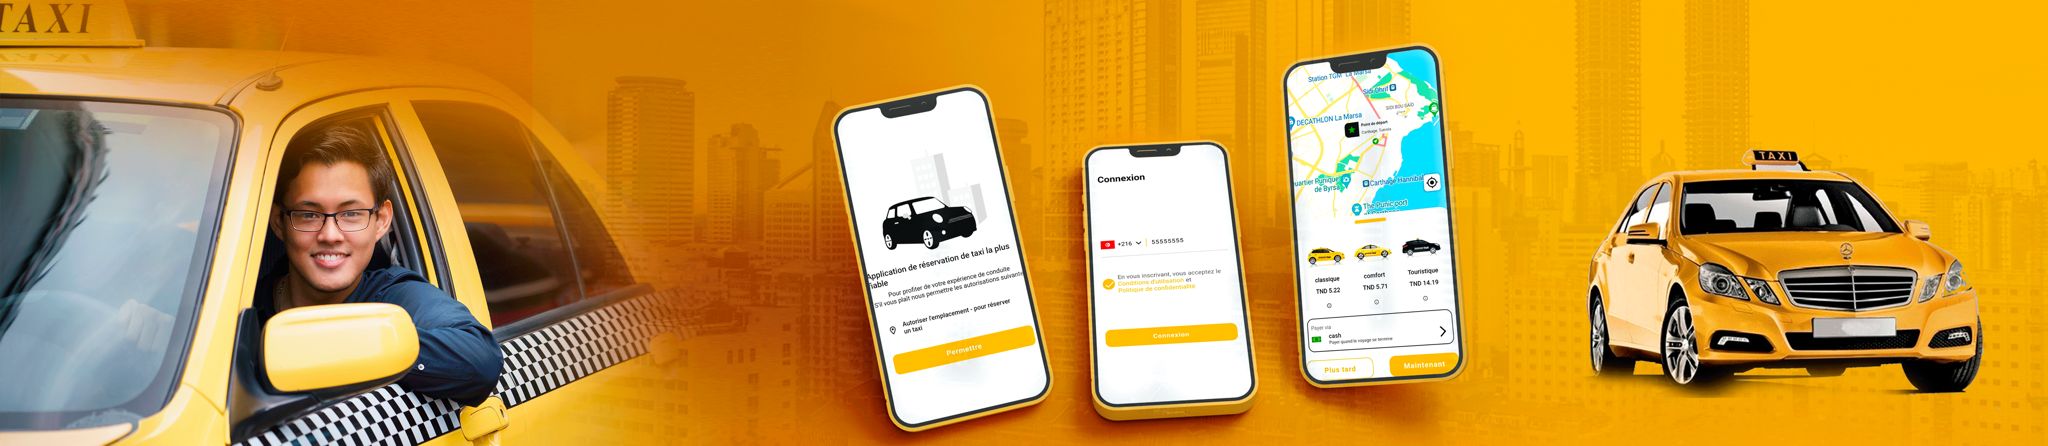 TAXI
Application de réservation de taxi la plus
fiable
Pour profiter de votre expérience de conduite
S'il vous plaît nous permettre les autorisations suivante
Autoriser l'emplacement - pour réserver
un taxi
Permettre
Connexion
+216
55555555
En vous inscrivant, vous acceptez le
Conditions d'utilisation et
Politique de confidentialité
Connexion
Station TGM La Marsa
Sidi Dhrif
SIDI BOU SAID
DECATHLON La Marsa
Point de départ
Carthage, Tunisia
Quartier Punique
de Byrsa
Carthage Hannibal
The Punic port
classique
TND 5.22
comfort
TND 5.71
Touristique
TND 14.19
Payer via
cash
Payer quand le voyage se termine
Plus tard
Maintenant
TAXI